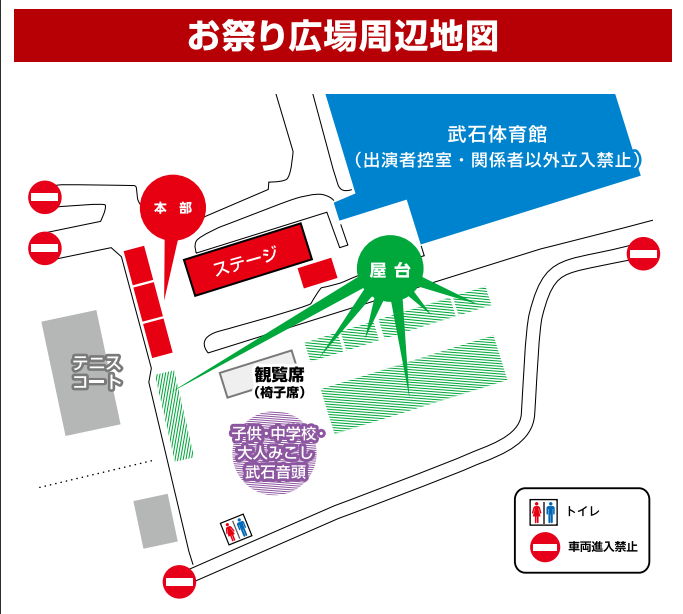 お祭り広場周辺地図
武石体育館
（出演者控室・関係者以外立入禁止）
本 部
ステージ
屋 台
テニス
コート
観覧席
（椅子席）
子供・中学校・
大人みこし
武石音頭
トイレ
車両進入禁止